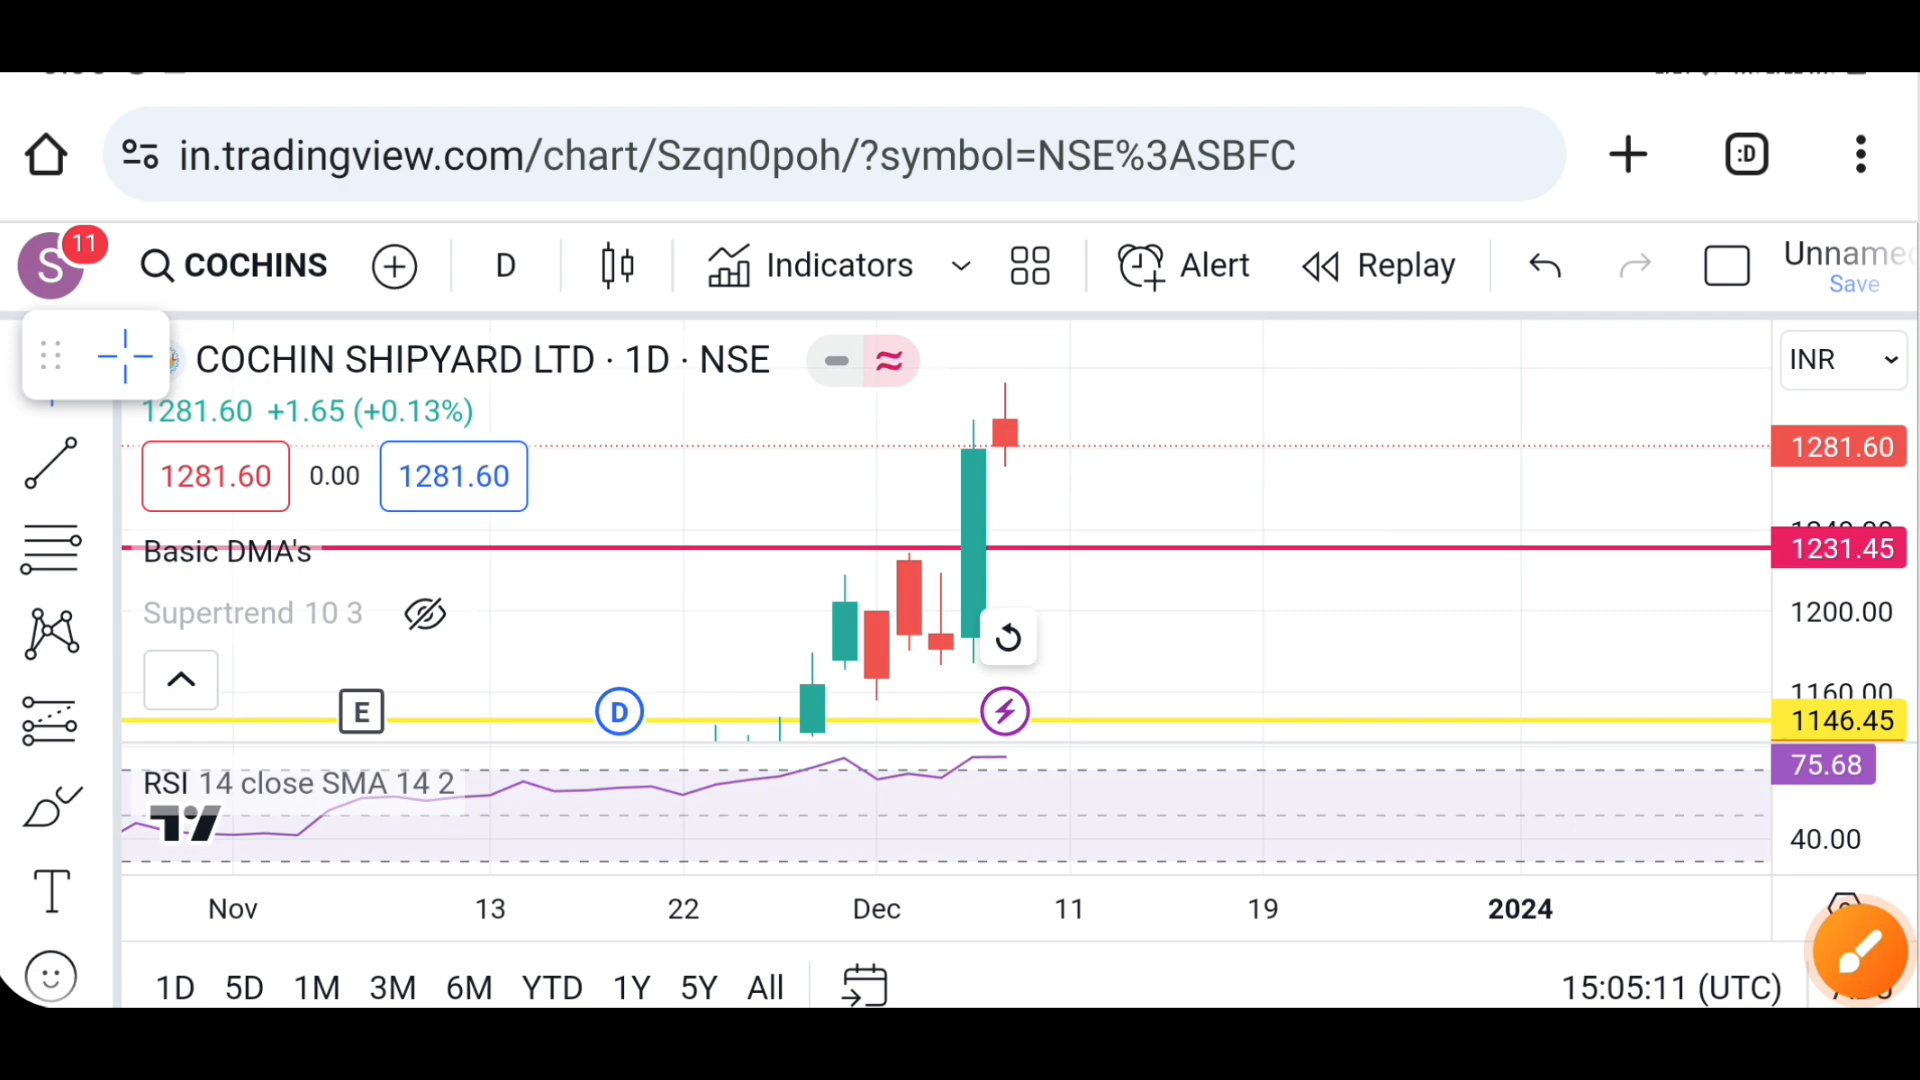 in.tradingview.com/chart/Szqn0poh/?symbol=NSE%3ASBFC
:D
S
11
COCHINS
D
Indicators
Alert
Replay
Unname
Save
COCHIN SHIPYARD LTD · 1D · NSE
INR
1281.60 +1.65 (+0.13%)
1281.60
0.00
1281.60
1281.60
Basic DMA's
1231.45
Supertrend 10 3
1200.00
1160.00
E
D
1146.45
RSI 14 close SMA 14 2
75.68
40.00
Nov
13
22
Dec
11
19
2024
1D
5D
1M
3M
6M
YTD
1Y
5Y
All
15:05:11 (UTC)